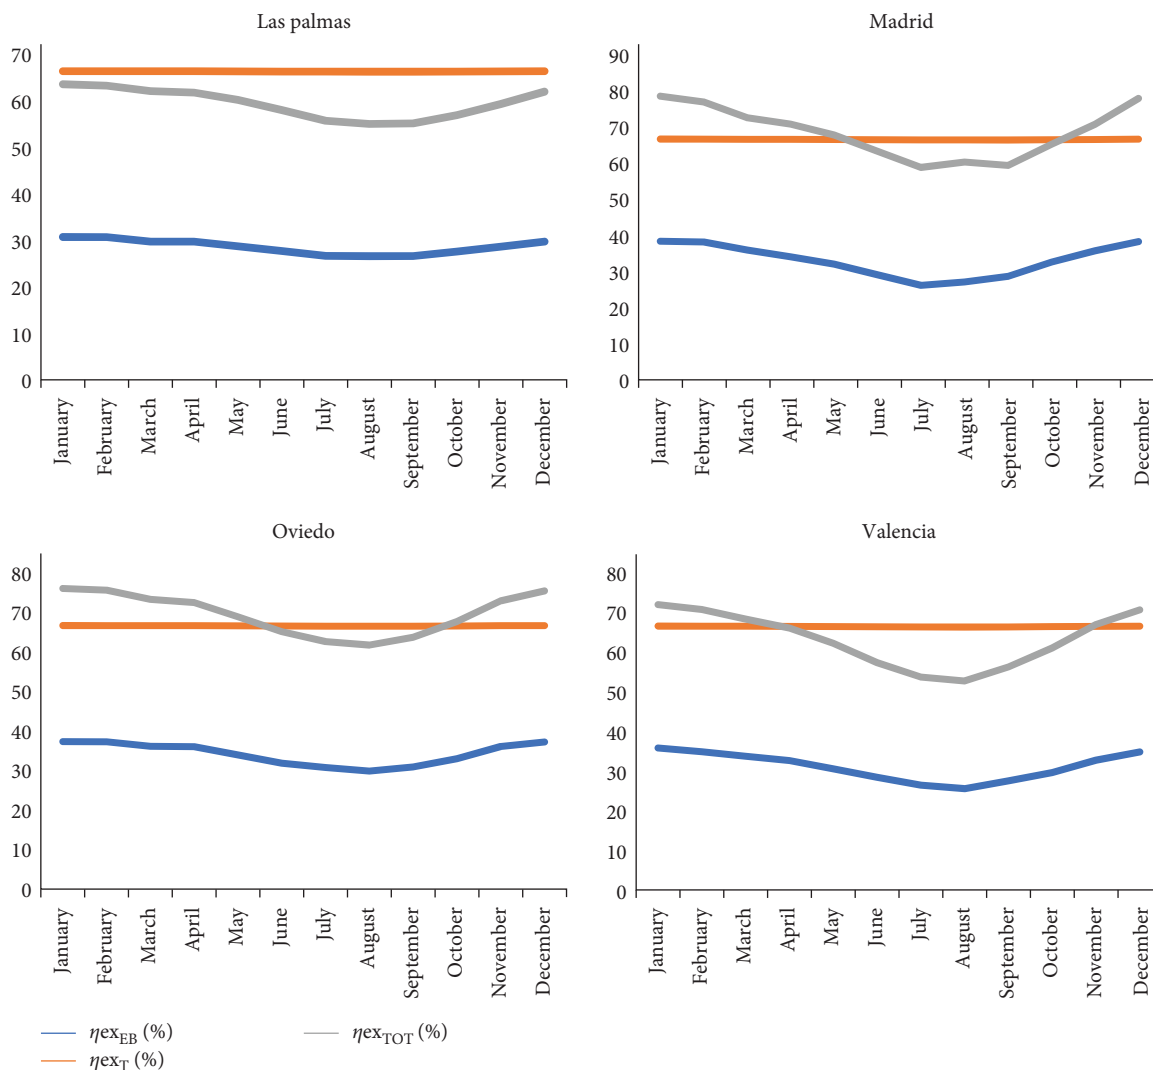 Las palmas
70
60
50
40
30
20
10
0
January
February
March
April
May
June
July
August
September
October
November
December
Madrid
90
80
70
60
50
40
30
20
10
0
January
February
March
April
May
June
July
August
September
October
November
December
Oviedo
80
70
60
50
40
30
20
10
0
January
February
March
April
May
June
July
August
September
October
November
December
Valencia
80
70
60
50
40
30
20
10
0
January
February
March
April
May
June
July
August
September
October
November
December
ηex_EB (%)
ηex_T (%)
ηex_TOT (%)